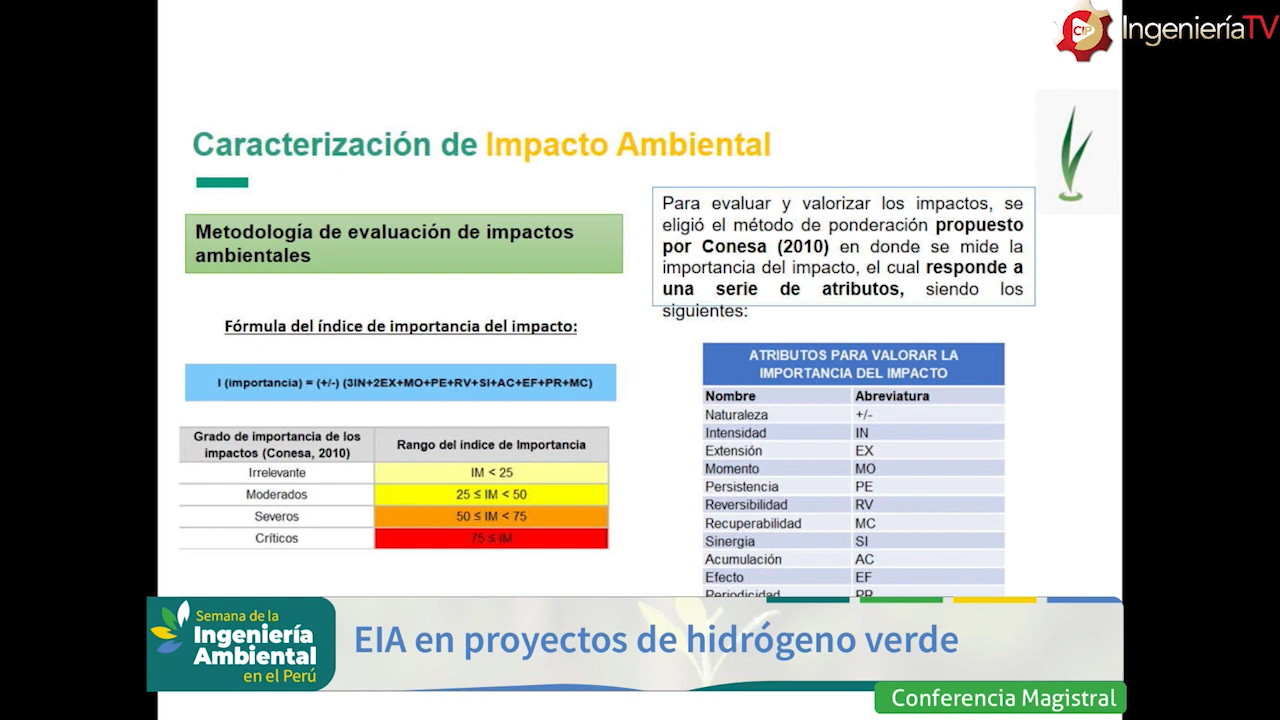 CIP IngenieríaTV
Caracterización de Impacto Ambiental
Metodología de evaluación de impactos
ambientales
Fórmula del índice de importancia del impacto:
I (importancia) = (+/-) (3IN+2EX+MO+PE+RV+SI+AC+EF+PR+MC)
Grado de importancia de los
impactos (Conesa, 2010)
Rango del índice de Importancia
Irrelevante IM < 25
Moderados 25 ≤ IM < 50
Severos 50 ≤ IM < 75
Críticos 75 ≤ IM
Para evaluar y valorizar los impactos, se
eligió el método de ponderación propuesto
por Conesa (2010) en donde se mide la
importancia del impacto, el cual responde a
una serie de atributos, siendo los
siguientes:
ATRIBUTOS PARA VALORAR LA
IMPORTANCIA DEL IMPACTO
Nombre Abreviatura
Naturaleza +/-
Intensidad IN
Extensión EX
Momento MO
Persistencia PE
Reversibilidad RV
Recuperabilidad MC
Sinergia SI
Acumulación AC
Efecto EF
Periodicidad PR
Semana de la
Ingeniería
Ambiental
en el Perú
EIA en proyectos de hidrógeno verde
Conferencia Magistral